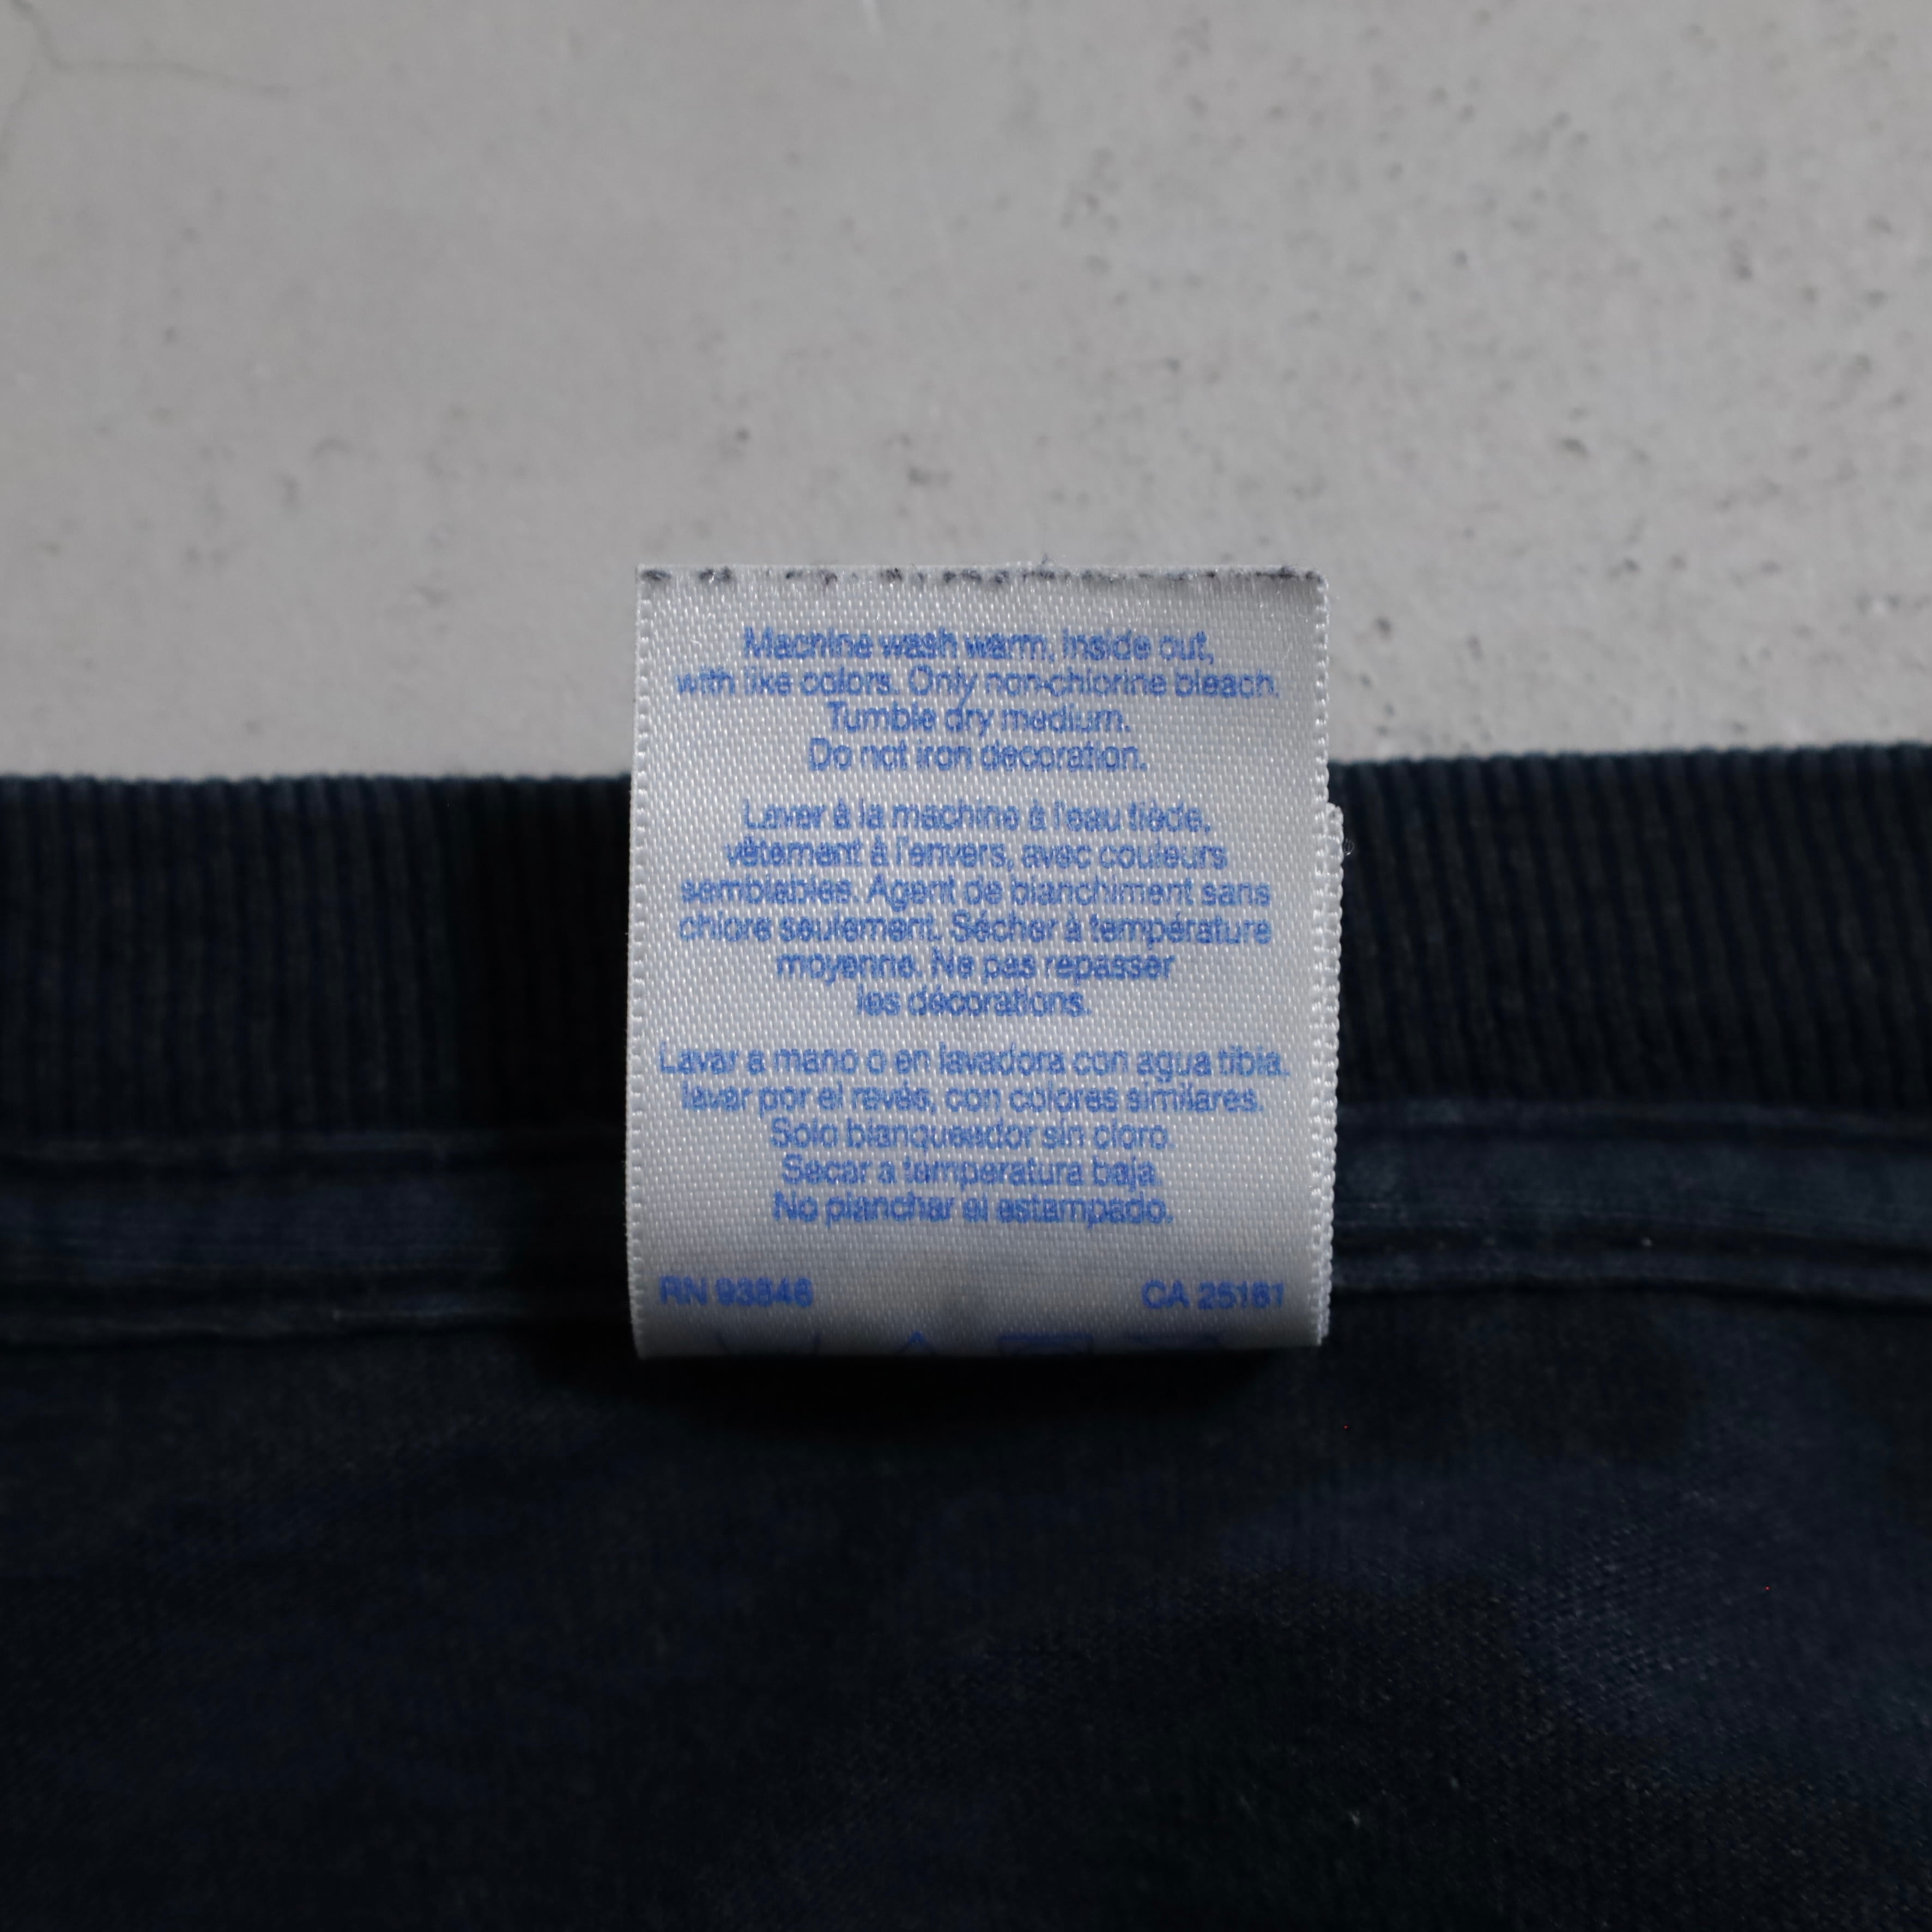 Machine wash warm, inside out,
with like colors. Only non-chlorine bleach.
Tumble dry medium.
Do not iron decoration.
Laver à la machine à l'eau tiède,
vêtement à l'envers, avec couleurs
semblables. Agent de blanchiment sans
chlore seulement. Sécher à température
moyenne. Ne pas repasser
les décorations.
Lavar a mano o en lavadora con agua tibia.
lavar por el revés, con colores similares.
Solo blanqueador sin cloro.
Secar a temperatura baja.
No planchar el estampado.
RN 93846
CA 25181